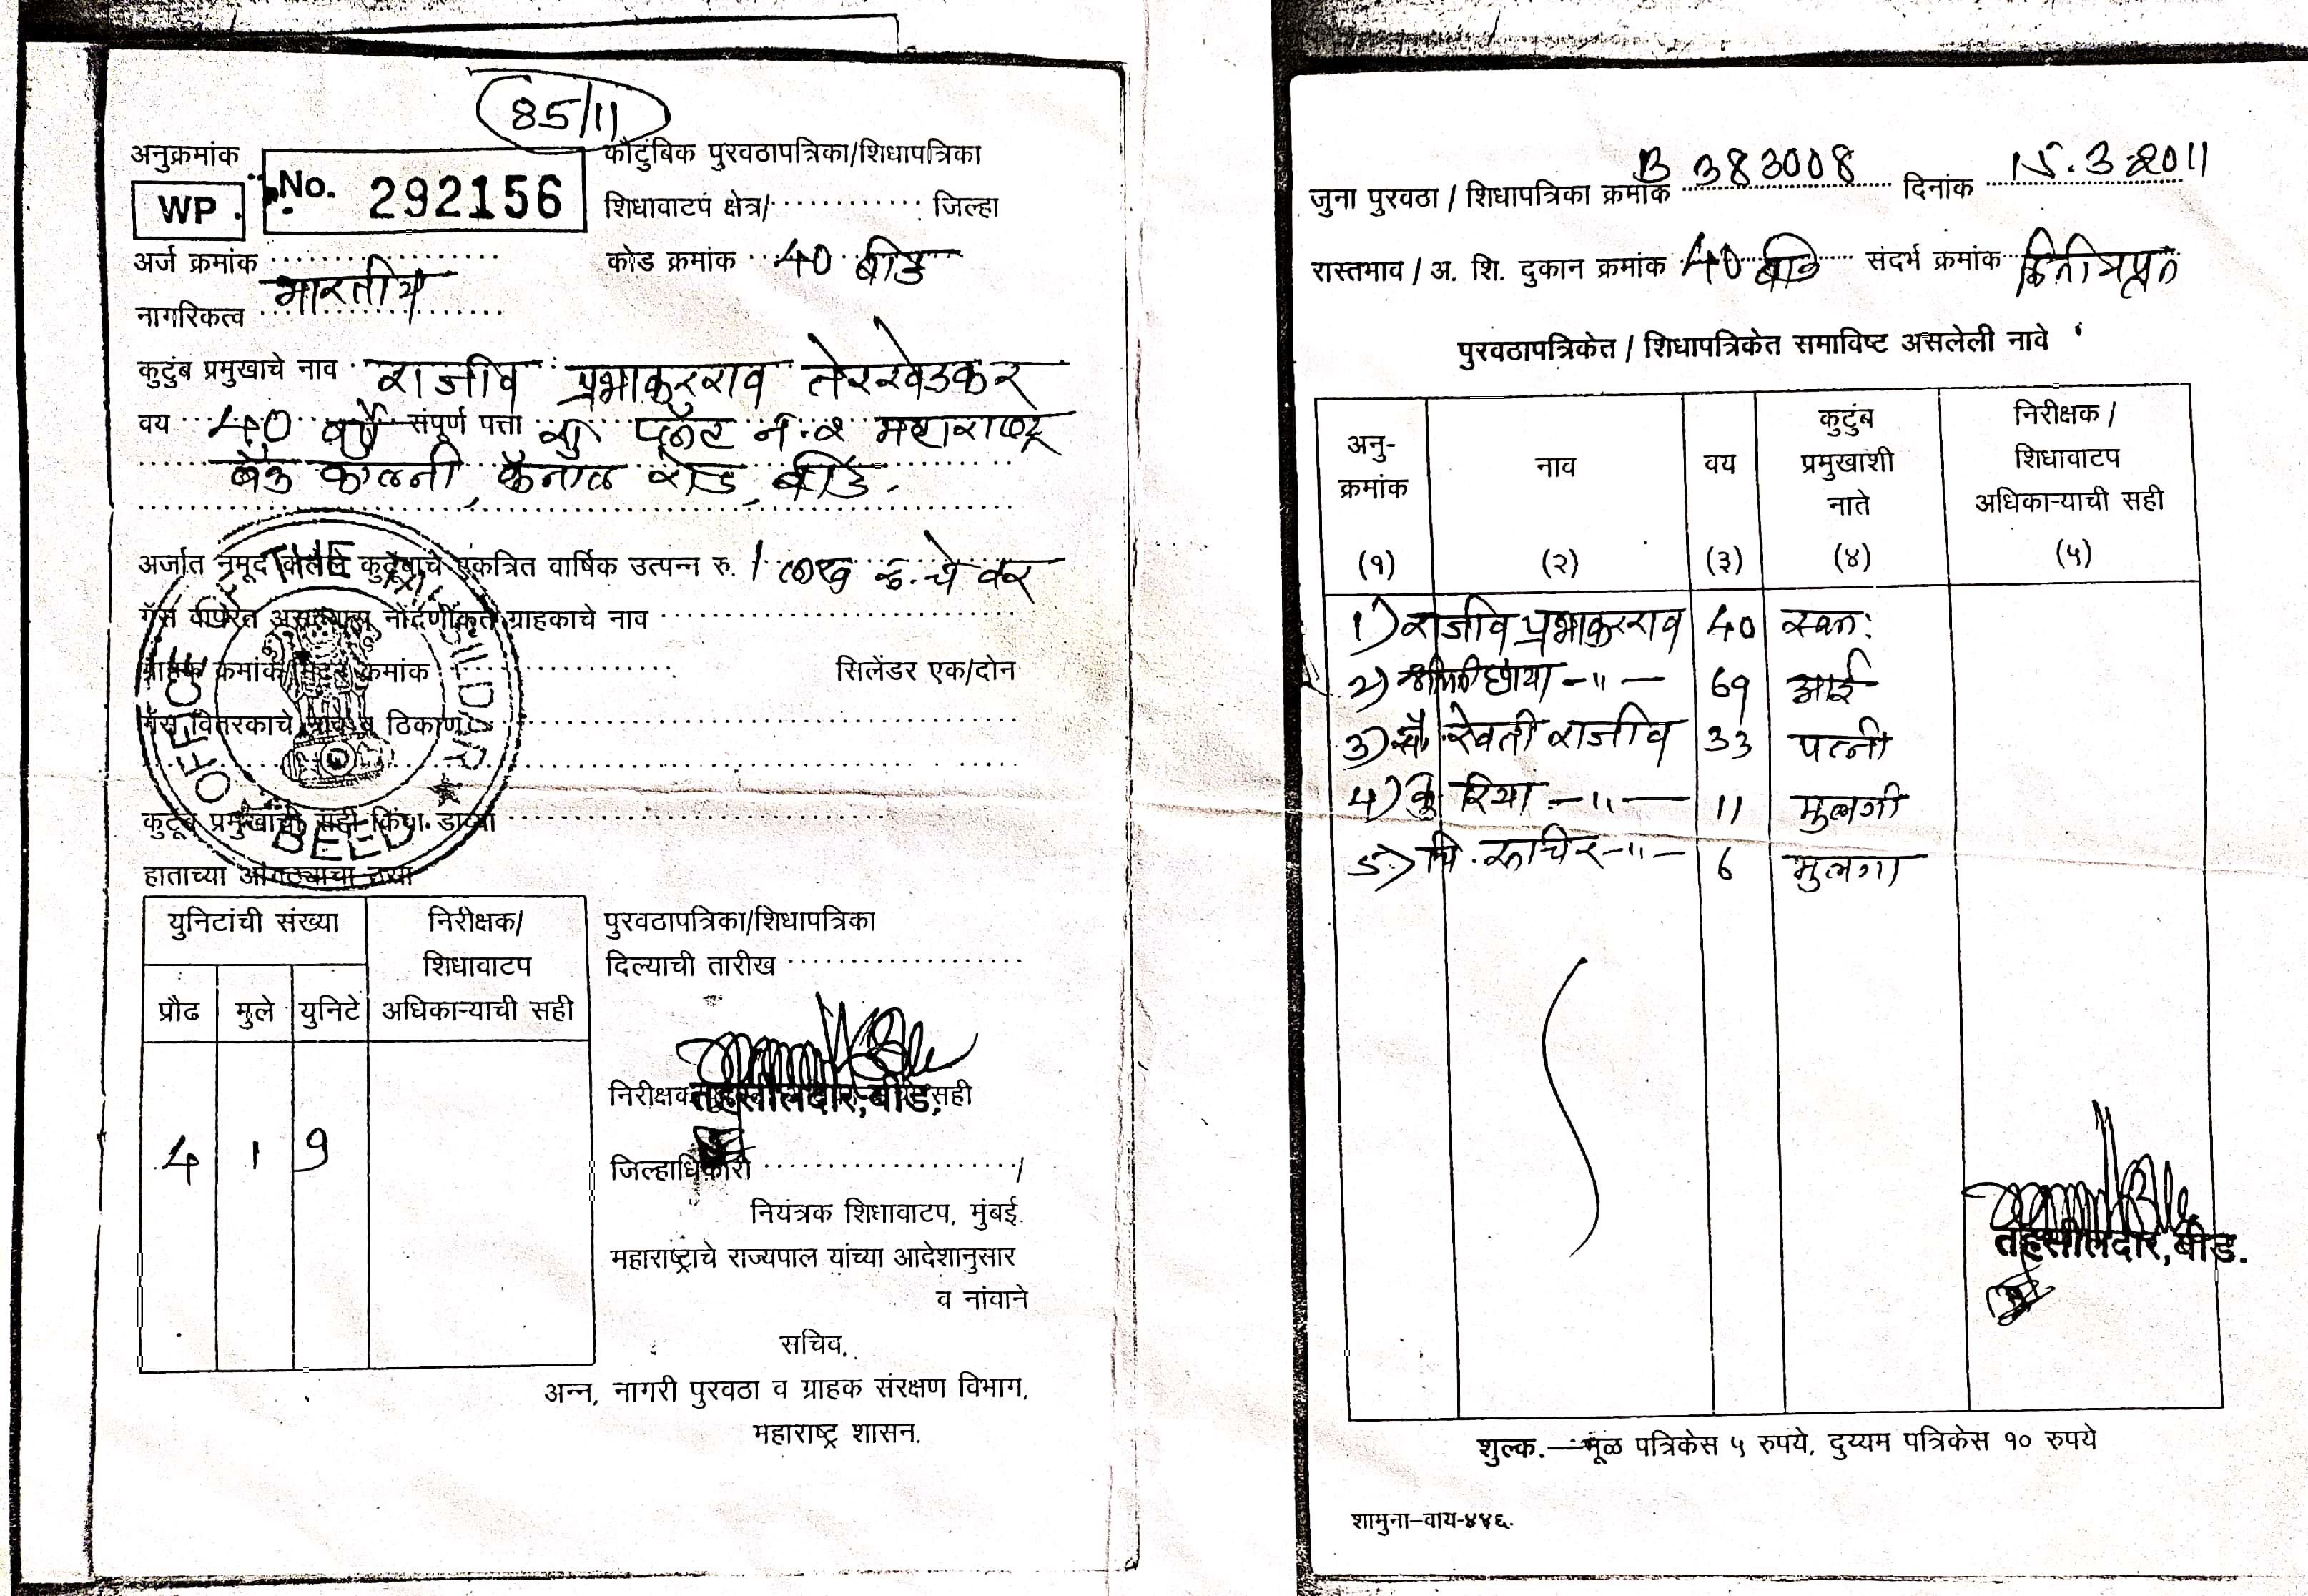 85/11
अनुक्रमांक
WP.
No. 292156
कौटुंबिक पुरवठापत्रिका/शिधापत्रिका
शिधावाटप क्षेत्र/ ............. जिल्हा
अर्ज क्रमांक ..................
कोड क्रमांक ... 40 बीड
नागरिकत्व भारतीय
कुटुंब प्रमुखाचे नाव राजीव प्रभाकरराव तेरखेडकर
वय 40 वर्षे संपूर्ण पत्ता रा प्लॉट नं. २ महाराष्ट्र
बँक कालनी, कॅनाल रोड, बीड.
अर्जात नमूद केलेले कुटूंबाचे एकत्रित वार्षिक उत्पन्न रु. 1 लाख रु. चे वर
गॅस वापरत असल्यास नोंदणीकृत ग्राहकाचे नाव ..................
ग्राहक क्रमांक/मिटर क्रमांक .................. सिलेंडर एक/दोन
गॅस वितरकाचे नाव व ठिकाण ..................
कुटूंब प्रमुखाची सही किंवा डाव्या ..................
हाताच्या आंगठ्याचा ठसा
OFFICE OF THE TAHSILDAR
BEED
युनिटांची संख्या
निरीक्षक/
शिधावाटप
अधिकाऱ्याची सही
प्रौढ मुले युनिटे
4 1 9
पुरवठापत्रिका/शिधापत्रिका
दिल्याची तारीख ..................
निरीक्षक सही
तहसीलदार, बीड.
जिल्हाधिकारी ................../
नियंत्रक शिधावाटप, मुंबई.
महाराष्ट्राचे राज्यपाल यांच्या आदेशानुसार
व नांवाने
सचिव,
अन्न, नागरी पुरवठा व ग्राहक संरक्षण विभाग,
महाराष्ट्र शासन.
जुना पुरवठा / शिधापत्रिका क्रमांक B 383008 दिनांक 15.3.2011
रास्तभाव / अ. शि. दुकान क्रमांक 40 बीड संदर्भ क्रमांक
पुरवठापत्रिकेत / शिधापत्रिकेत समाविष्ट असलेली नावे
अनु-
क्रमांक
नाव
वय
कुटुंब
प्रमुखाशी
नाते
निरीक्षक /
शिधावाटप
अधिकाऱ्याची सही
(१) (२) (३) (४) (५)
1) राजीव प्रभाकरराव 40 स्वतः
2) श्रीमती छाया -"- 69 आई
3) सौ. रेवती राजीव 33 पत्नी
4) कु रिया -"- 11 मुलगी
5) चि. रुचिर -"- 6 मुलगा
तहसीलदार, बीड.
शुल्क.—मूळ पत्रिकेस ५ रुपये, दुय्यम पत्रिकेस १० रुपये
शामुना–वाय-४४६.